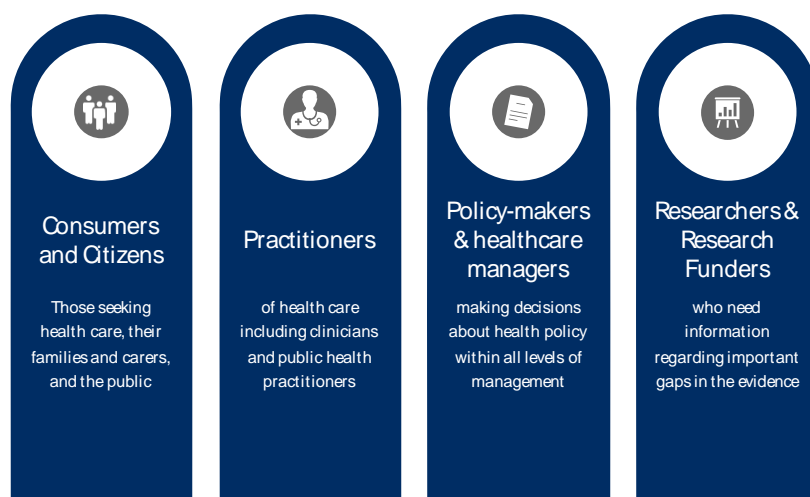 Consumers
and Citizens
Those seeking
health care, their
families and carers,
and the public
Practitioners
of health care
including clinicians
and public health
practitioners
Policy-makers
& healthcare
managers
making decisions
about health policy
within all levels of
management
Researchers &
Research
Funders
who need
information
regarding important
gaps in the evidence